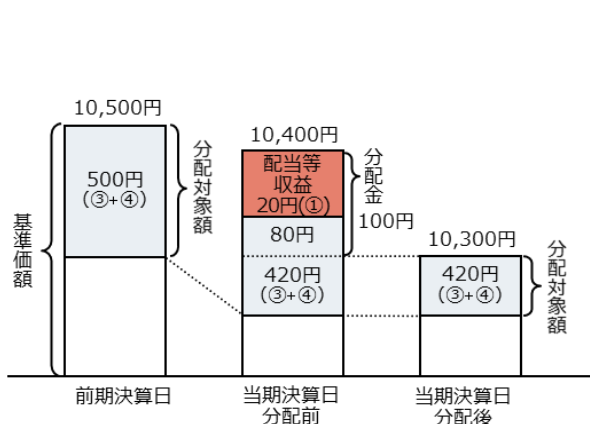 10,500円
500円
(③+④)
分配対象額
基準価額
前期決算日
10,400円
配当等
収益
20円(①)
80円
420円
(③+④)
分配金
100円
当期決算日
分配前
10,300円
420円
(③+④)
分配対象額
当期決算日
分配後